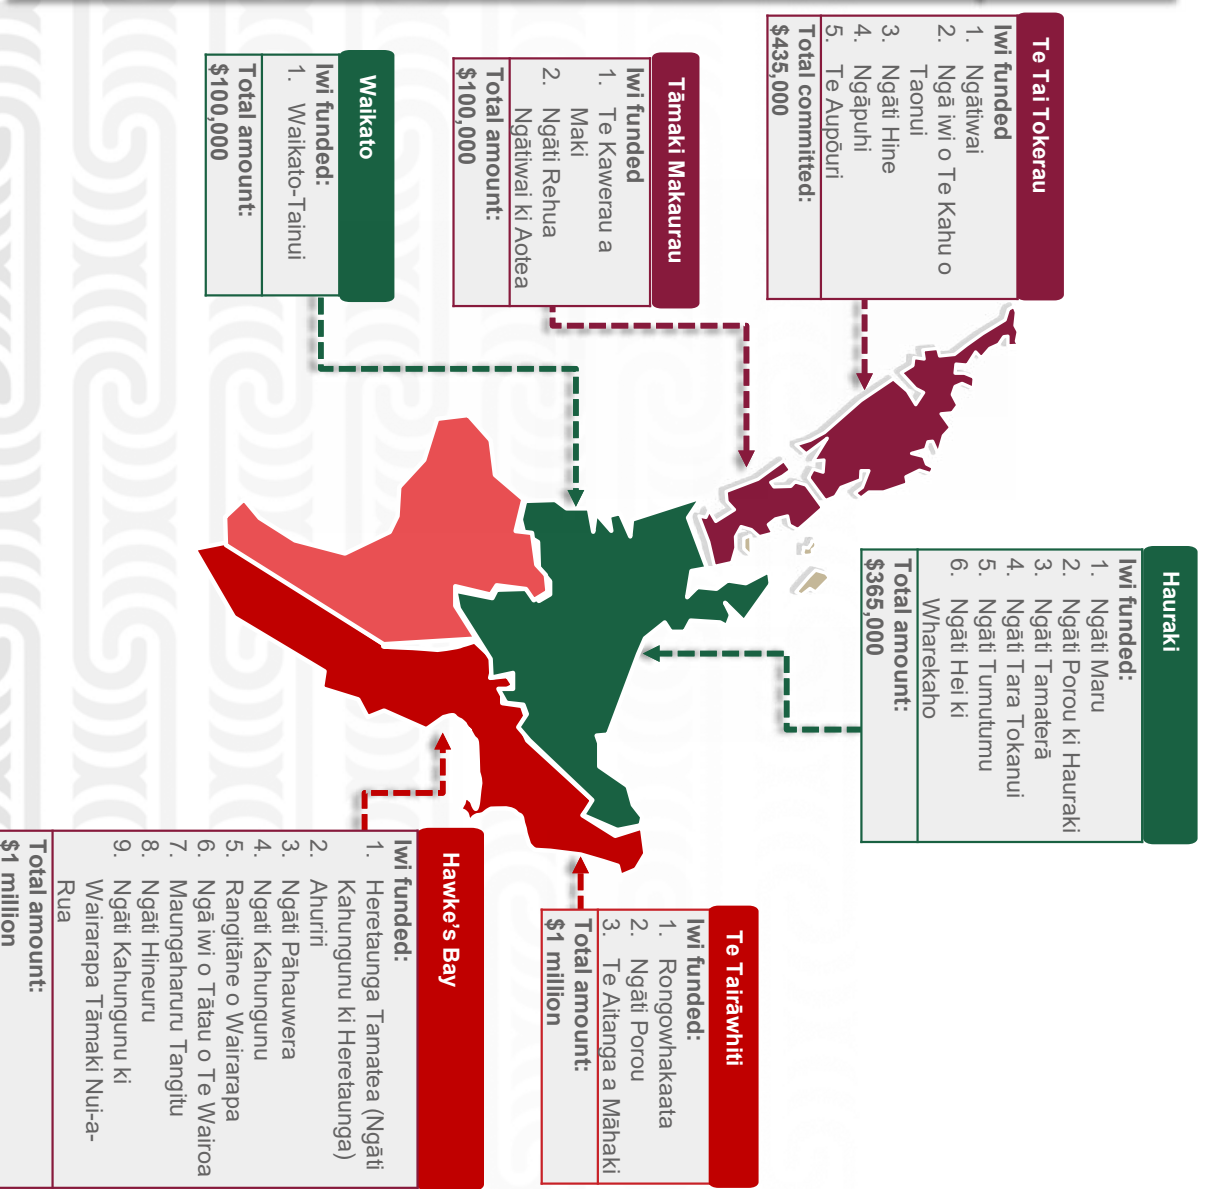 Te Tai Tokerau
Iwi funded
1. Ngātiwai
2. Ngā iwi o Te Kahu o
Taonui
3. Ngāti Hine
4. Ngāpuhi
5. Te Aupōuri
Total committed:
$435,000
Tāmaki Makaurau
Iwi funded
1. Te Kawerau a
Maki
2. Ngāti Rehua
Ngātiwai ki Aotea
Total amount:
$100,000
Waikato
Iwi funded:
1. Waikato-Tainui
Total amount:
$100,000
Hauraki
Iwi funded:
1. Ngāti Maru
2. Ngāti Porou ki Hauraki
3. Ngāti Tamaterā
4. Ngāti Tara Tokanui
5. Ngāti Tumutumu
6. Ngāti Hei ki
Wharekaho
Total amount:
$365,000
Te Tairāwhiti
Iwi funded:
1. Rongowhakaata
2. Ngāti Porou
3. Te Aitanga a Māhaki
Total amount:
$1 million
Hawke's Bay
Iwi funded:
1. Heretaunga Tamatea (Ngāti
Kahungunu ki Heretaunga)
2. Ahuriri
3. Ngāti Pāhauwera
4. Ngati Kahungunu
5. Rangitāne o Wairarapa
6. Ngā iwi o Tātau o Te Wairoa
7. Maungaharuru Tangitu
8. Ngāti Hineuru
9. Ngāti Kahungunu ki
Wairarapa Tāmaki Nui-a-
Rua
Total amount:
$1 million